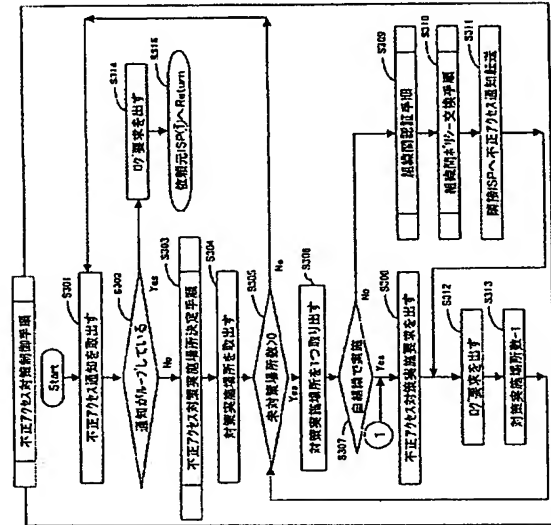 不正アクセス対策制御手順
Start
S301
不正アクセス通知を取出す
S302
通知がループしている
Yes
No
S314
ログ要求を出す
S315
依頼元ISP(1)へReturn
S303
不正アクセス対策実施場所決定手順
S304
対策実施場所を取出す
S305
未対策場所数>0
No
Yes
S306
対策実施場所を1つ取り出す
S307
自組織で実施
No
Yes
1
S308
不正アクセス対策実施要求を出す
S309
組織間認証手順
S310
組織間ポリシー交換手順
S311
隣接ISPへ不正アクセス通知転送
S312
ログ要求を出す
S313
対策実施場所数-1